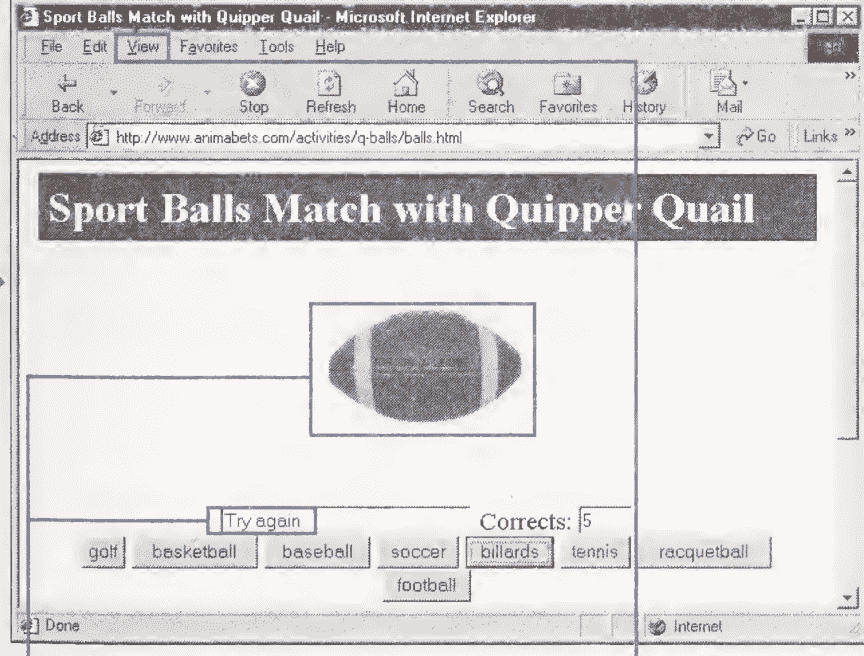 Sport Balls Match with Quipper Quail - Microsoft Internet Explorer
File Edit View Favorites Tools Help
Back Forward Stop Refresh Home Search Favorites History Mail »
Address http://www.animabets.com/activities/q-balls/balls.html Go Links »
Sport Balls Match with Quipper Quail
Try again Corrects: 5
golf basketball baseball soccer billards tennis racquetball
football
Done Internet